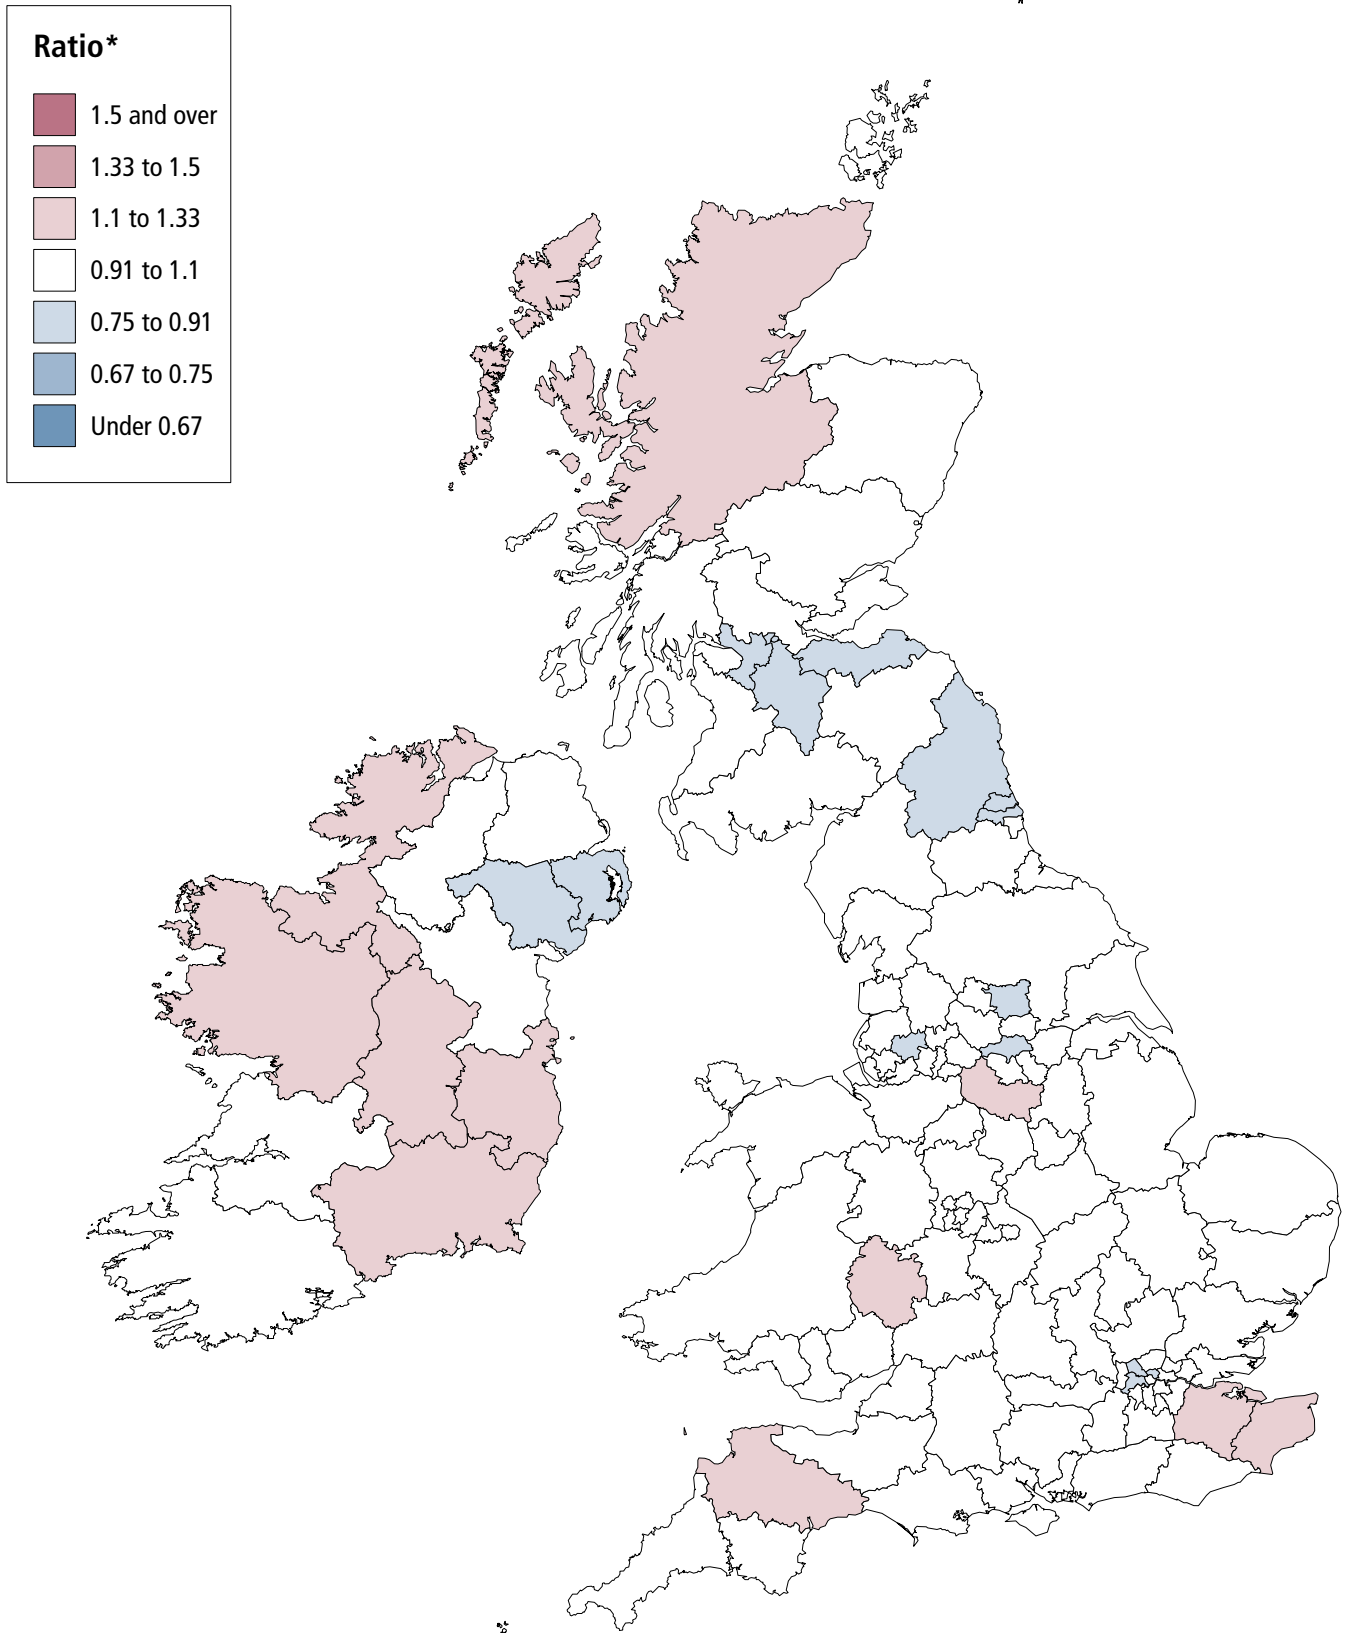 Ratio*
1.5 and over
1.33 to 1.5
1.1 to 1.33
0.91 to 1.1
0.75 to 0.91
0.67 to 0.75
Under 0.67